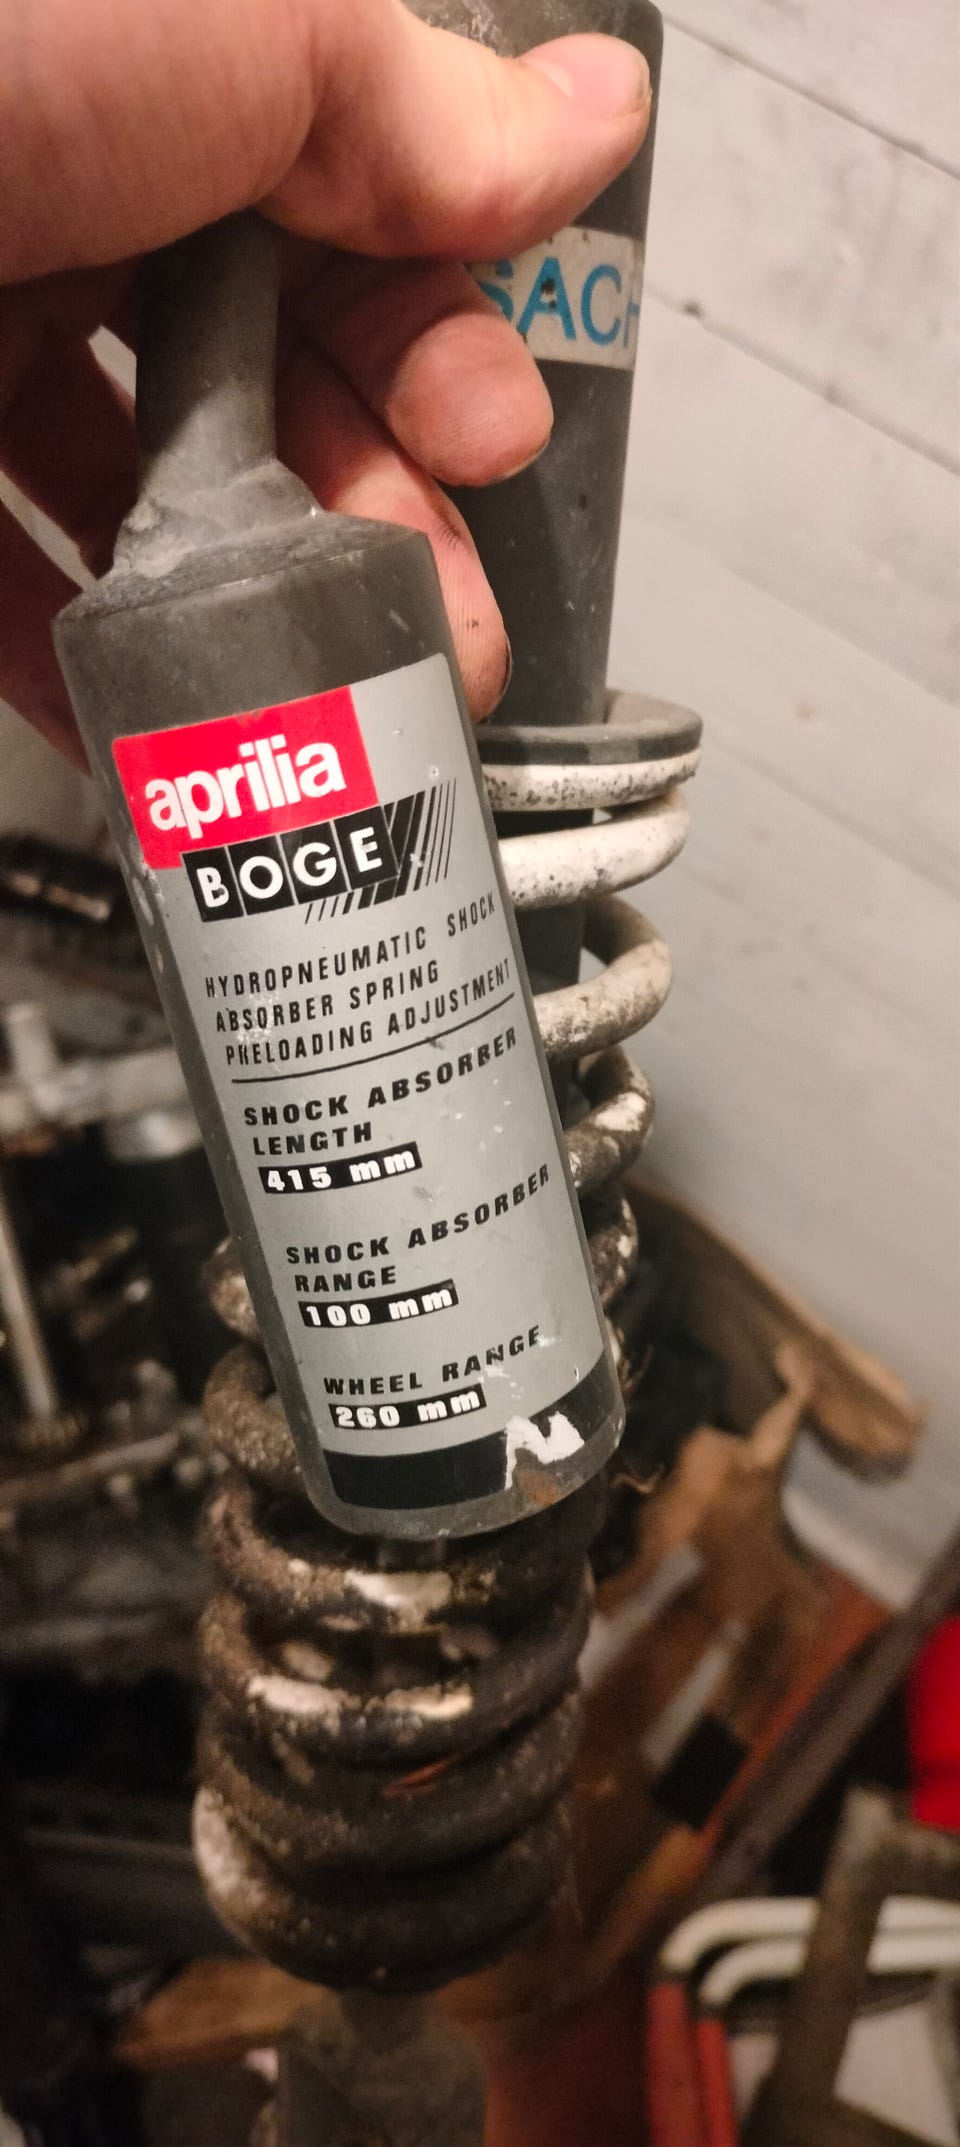 SACH
aprilia
BOGE
HYDROPNEUMATIC SHOCK
ABSORBER SPRING
PRELOADING ADJUSTMENT
SHOCK ABSORBER
LENGTH
415 mm
SHOCK ABSORBER
RANGE
100 mm
WHEEL RANGE
260 mm